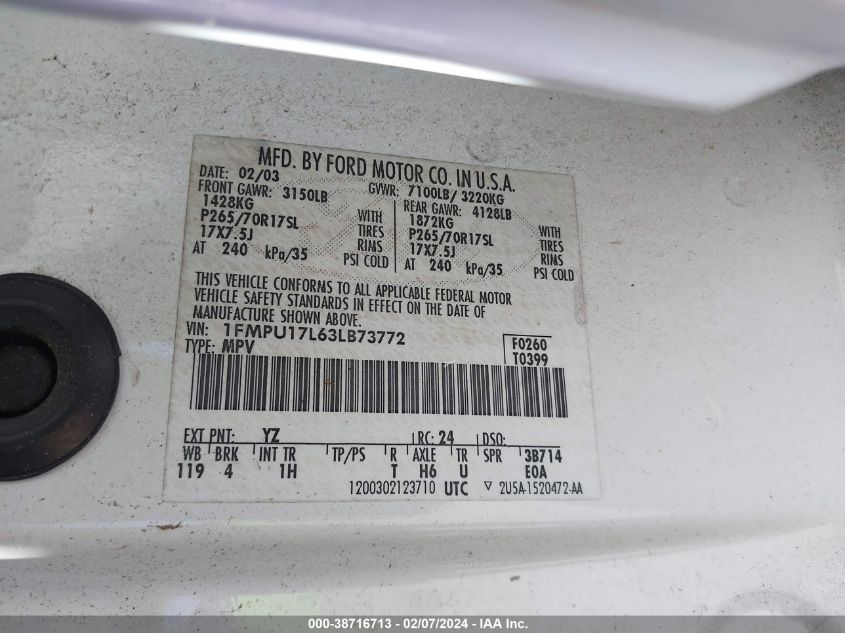 MFD. BY FORD MOTOR CO. IN U.S.A.
DATE: 02/03 GVWR: 7100LB/ 3220KG
FRONT GAWR: 3150LB REAR GAWR: 4128LB
1428KG WITH 1872KG WITH
P265/70R17SL TIRES P265/70R17SL TIRES
17X7.5J RIMS 17X7.5J RIMS
AT 240 kPa/35 PSI COLD AT 240 kPa/35 PSI COLD
THIS VEHICLE CONFORMS TO ALL APPLICABLE FEDERAL MOTOR
VEHICLE SAFETY STANDARDS IN EFFECT ON THE DATE OF
MANUFACTURE SHOWN ABOVE.
VIN: 1FMPU17L63LB73772 F0260
TYPE: MPV T0399
EXT PNT: YZ RC: 24 DSO:
WB BRK INT TR TP/PS R AXLE TR SPR 3B714
119 4 1H T H6 U E0A
1200302123710 UTC ▽ 2U5A-1520472-AA
000-38716713 - 02/07/2024 - IAA, Inc.